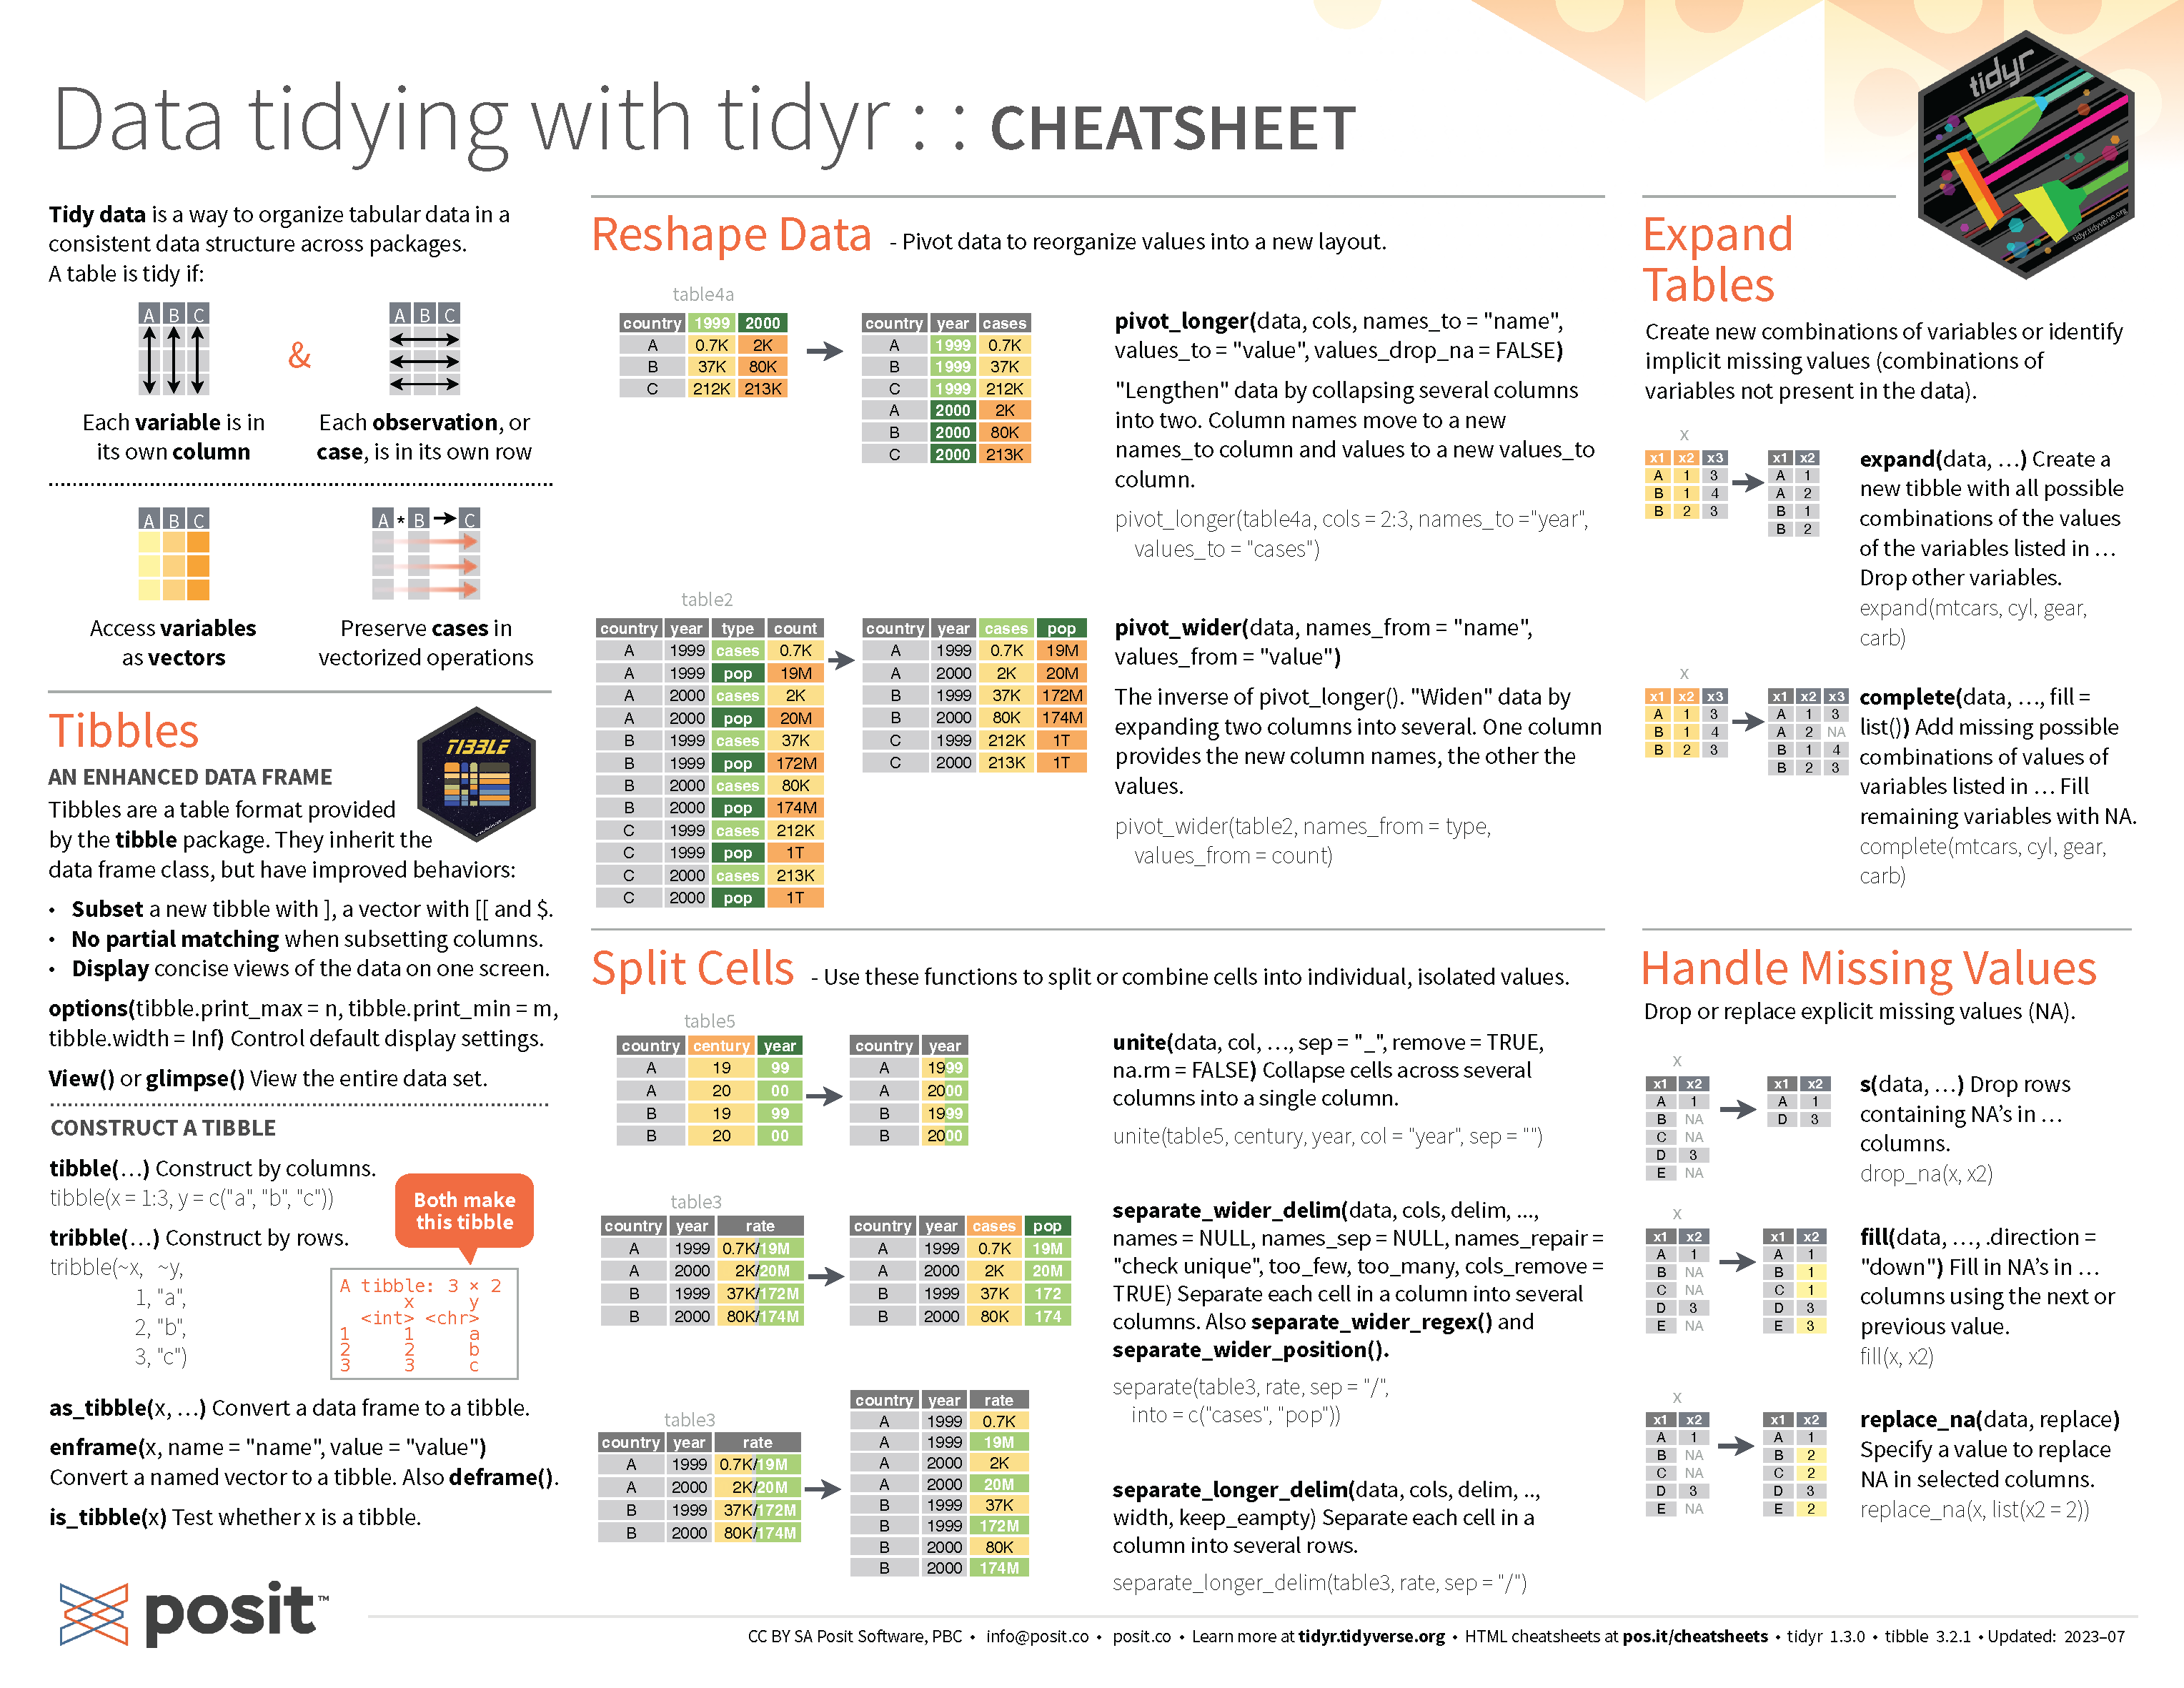 Data tidying with tidyr : : CHEATSHEET
tidyr
tidyr.tidyverse.org
Tidy data is a way to organize tabular data in a
consistent data structure across packages.
A table is tidy if:
A B C
&
A B C
Each variable is in
its own column
Each observation, or
case, is in its own row
A B C
A * B C
Access variables
as vectors
Preserve cases in
vectorized operations
Tibbles
TIBBLE
AN ENHANCED DATA FRAME
Tibbles are a table format provided
by the tibble package. They inherit the
data frame class, but have improved behaviors:
• Subset a new tibble with ], a vector with [[ and $.
• No partial matching when subsetting columns.
• Display concise views of the data on one screen.
options(tibble.print_max = n, tibble.print_min = m,
tibble.width = Inf) Control default display settings.
View() or glimpse() View the entire data set.
CONSTRUCT A TIBBLE
tibble(…) Construct by columns.
tibble(x = 1:3, y = c("a", "b", "c"))
tribble(…) Construct by rows.
tribble(~x, ~y,
1, "a",
2, "b",
3, "c")
Both make
this tibble
A tibble: 3 × 2
x y
<int> <chr>
1 1 a
2 2 b
3 3 c
as_tibble(x, …) Convert a data frame to a tibble.
enframe(x, name = "name", value = "value")
Convert a named vector to a tibble. Also deframe().
is_tibble(x) Test whether x is a tibble.
Reshape Data - Pivot data to reorganize values into a new layout.
table4a
country 1999 2000
A 0.7K 2K
B 37K 80K
C 212K 213K
country year cases
A 1999 0.7K
B 1999 37K
C 1999 212K
A 2000 2K
B 2000 80K
C 2000 213K
pivot_longer(data, cols, names_to = "name",
values_to = "value", values_drop_na = FALSE)
"Lengthen" data by collapsing several columns
into two. Column names move to a new
names_to column and values to a new values_to
column.
pivot_longer(table4a, cols = 2:3, names_to ="year",
values_to = "cases")
table2
country year type count
A 1999 cases 0.7K
A 1999 pop 19M
A 2000 cases 2K
A 2000 pop 20M
B 1999 cases 37K
B 1999 pop 172M
B 2000 cases 80K
B 2000 pop 174M
C 1999 cases 212K
C 1999 pop 1T
C 2000 cases 213K
C 2000 pop 1T
country year cases pop
A 1999 0.7K 19M
A 2000 2K 20M
B 1999 37K 172M
B 2000 80K 174M
C 1999 212K 1T
C 2000 213K 1T
pivot_wider(data, names_from = "name",
values_from = "value")
The inverse of pivot_longer(). "Widen" data by
expanding two columns into several. One column
provides the new column names, the other the
values.
pivot_wider(table2, names_from = type,
values_from = count)
Split Cells - Use these functions to split or combine cells into individual, isolated values.
table5
country century year
A 19 99
A 20 00
B 19 99
B 20 00
country year
A 1999
A 2000
B 1999
B 2000
unite(data, col, …, sep = "_", remove = TRUE,
na.rm = FALSE) Collapse cells across several
columns into a single column.
unite(table5, century, year, col = "year", sep = "")
table3
country year rate
A 1999 0.7K/19M
A 2000 2K/20M
B 1999 37K/172M
B 2000 80K/174M
country year cases pop
A 1999 0.7K 19M
A 2000 2K 20M
B 1999 37K 172
B 2000 80K 174
separate_wider_delim(data, cols, delim, ...,
names = NULL, names_sep = NULL, names_repair =
"check unique", too_few, too_many, cols_remove =
TRUE) Separate each cell in a column into several
columns. Also separate_wider_regex() and
separate_wider_position().
separate(table3, rate, sep = "/",
into = c("cases", "pop"))
table3
country year rate
A 1999 0.7K/19M
A 2000 2K/20M
B 1999 37K/172M
B 2000 80K/174M
country year rate
A 1999 0.7K
A 1999 19M
A 2000 2K
A 2000 20M
B 1999 37K
B 1999 172M
B 2000 80K
B 2000 174M
separate_longer_delim(data, cols, delim, ..,
width, keep_eampty) Separate each cell in a
column into several rows.
separate_longer_delim(table3, rate, sep = "/")
Expand
Tables
Create new combinations of variables or identify
implicit missing values (combinations of
variables not present in the data).
x
x1 x2 x3
A 1 3
B 1 4
B 2 3
x1 x2
A 1
A 2
B 1
B 2
expand(data, …) Create a
new tibble with all possible
combinations of the values
of the variables listed in …
Drop other variables.
expand(mtcars, cyl, gear,
carb)
x
x1 x2 x3
A 1 3
B 1 4
B 2 3
x1 x2 x3
A 1 3
A 2 NA
B 1 4
B 2 3
complete(data, …, fill =
list()) Add missing possible
combinations of values of
variables listed in … Fill
remaining variables with NA.
complete(mtcars, cyl, gear,
carb)
Handle Missing Values
Drop or replace explicit missing values (NA).
x
x1 x2
A 1
B NA
C NA
D 3
E NA
x1 x2
A 1
D 3
s(data, …) Drop rows
containing NA’s in …
columns.
drop_na(x, x2)
x
x1 x2
A 1
B NA
C NA
D 3
E NA
x1 x2
A 1
B 1
C 1
D 3
E 3
fill(data, …, .direction =
"down") Fill in NA’s in …
columns using the next or
previous value.
fill(x, x2)
x
x1 x2
A 1
B NA
C NA
D 3
E NA
x1 x2
A 1
B 2
C 2
D 3
E 2
replace_na(data, replace)
Specify a value to replace
NA in selected columns.
replace_na(x, list(x2 = 2))
posit™
CC BY SA Posit Software, PBC • info@posit.co • posit.co • Learn more at tidyr.tidyverse.org • HTML cheatsheets at pos.it/cheatsheets • tidyr 1.3.0 • tibble 3.2.1 • Updated: 2023–07